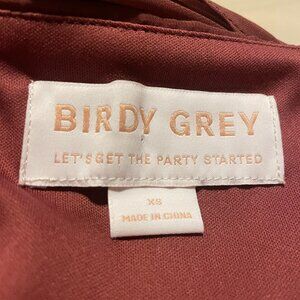 BIRDY GREY
LET'S GET THE PARTY STARTED
XS
MADE IN CHINA